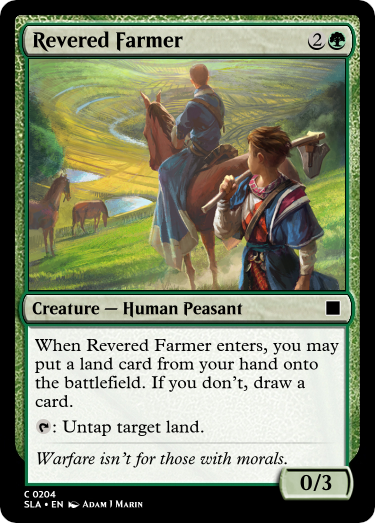 Revered Farmer 2
Creature — Human Peasant
When Revered Farmer enters, you may
put a land card from your hand onto
the battlefield. If you don't, draw a
card.
: Untap target land.
Warfare isn't for those with morals.
0/3
C 0204
SLA • EN Adam J Marin